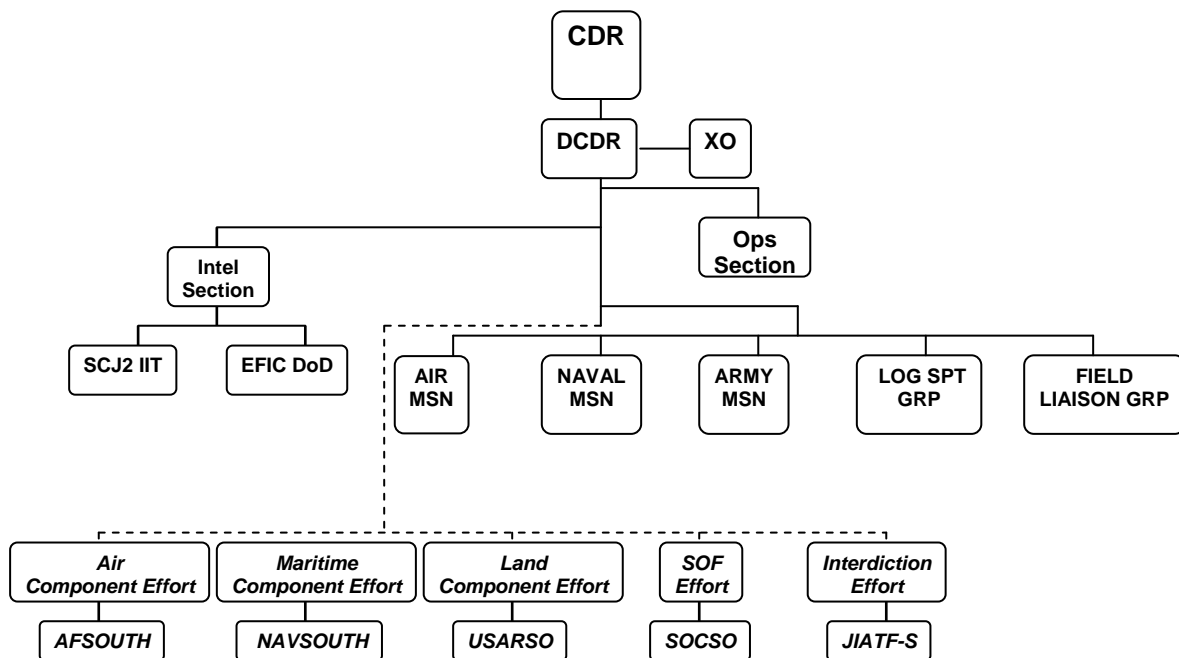 CDR
DCDR
XO
Ops
Section
Intel
Section
SCJ2 IIT
EFIC DoD
AIR
MSN
NAVAL
MSN
ARMY
MSN
LOG SPT
GRP
FIELD
LIAISON GRP
Air
Component Effort
Maritime
Component Effort
Land
Component Effort
SOF
Effort
Interdiction
Effort
AFSOUTH
NAVSOUTH
USARSO
SOCSO
JIATF-S